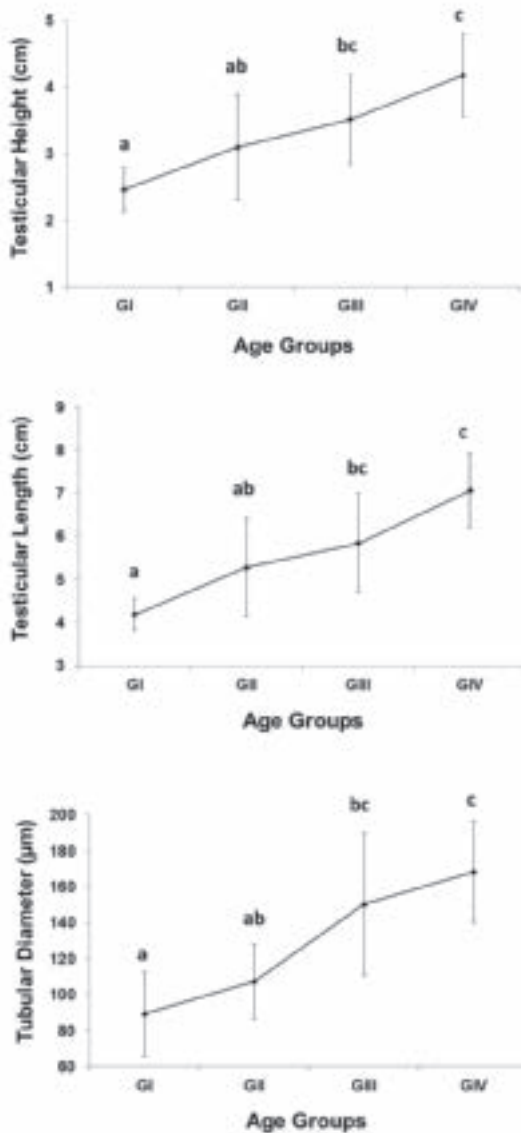 Testicular Height (cm)
5
4
3
2
1
a
ab
bc
c
GI GII GIII GIV
Age Groups
Testicular Length (cm)
9
8
7
6
5
4
3
a
ab
bc
c
GI GII GIII GIV
Age Groups
Tubular Diameter (µm)
200
180
160
140
120
100
80
60
a
ab
bc
c
GI GII GIII GIV
Age Groups